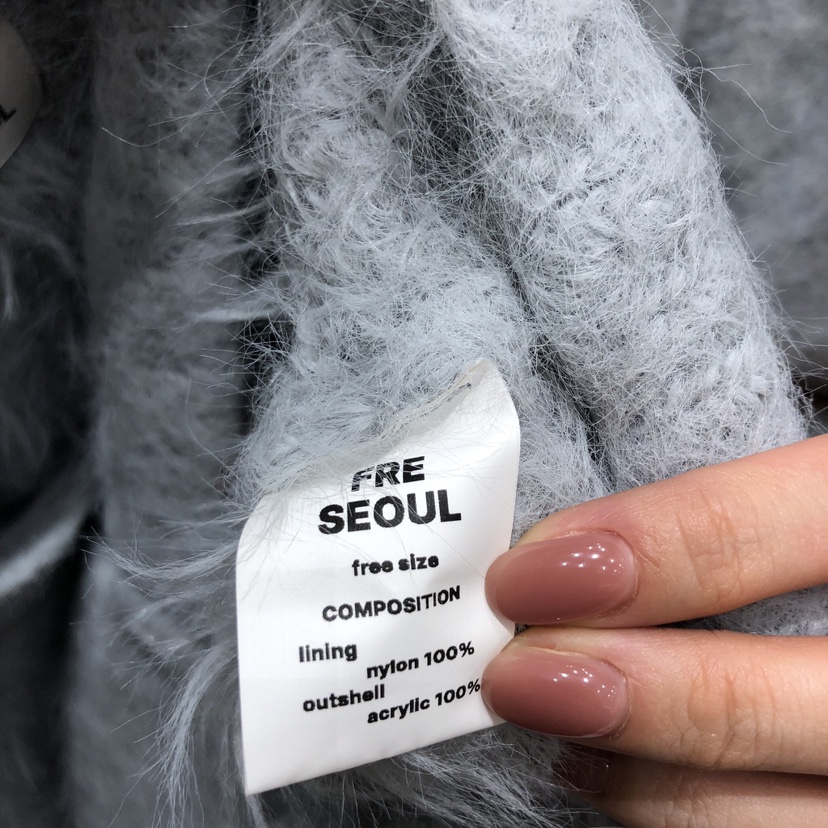 FRE
SEOUL
free size
COMPOSITION
lining
nylon 100%
outshell
acrylic 100%